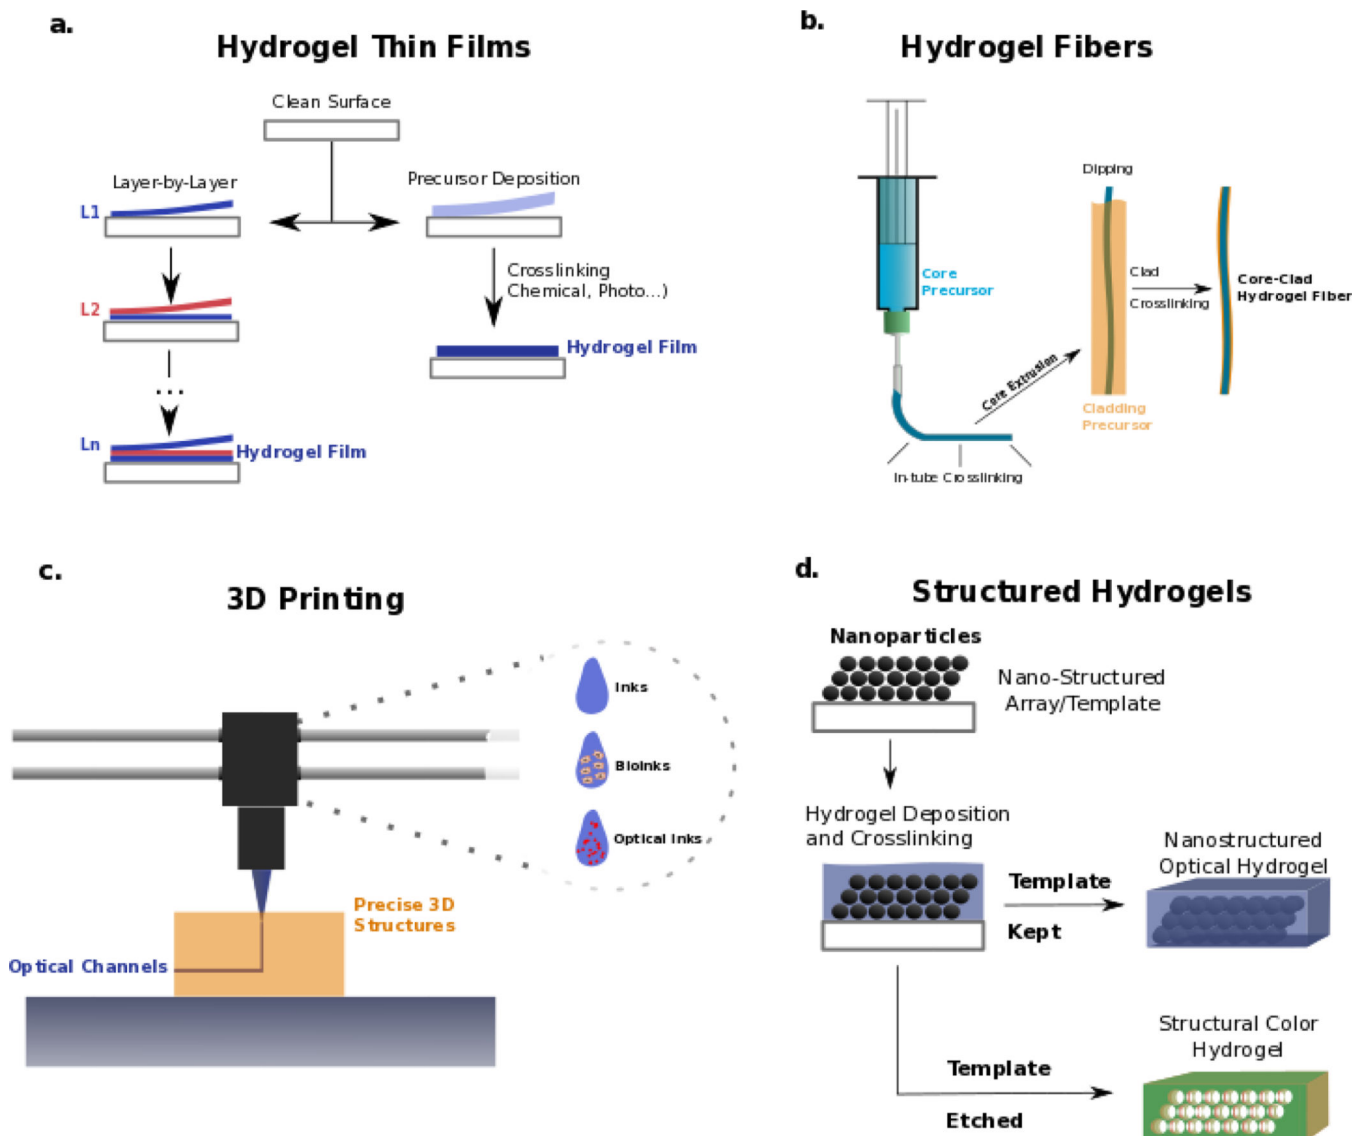 a.
Hydrogel Thin Films
Clean Surface
Layer-by-Layer
Precursor Deposition
L1
Crosslinking
Chemical, Photo...)
L2
Hydrogel Film
...
Ln
Hydrogel Film
b.
Hydrogel Fibers
Dipping
Core
Precursor
Clad
Crosslinking
Core-Clad
Hydrogel Fiber
Core Extrusion
Cladding
Precursor
In-tube Crosslinking
c.
3D Printing
Inks
Bioinks
Optical Inks
Precise 3D
Structures
Optical Channels
d.
Structured Hydrogels
Nanoparticles
Nano-Structured
Array/Template
Hydrogel Deposition
and Crosslinking
Template
Kept
Nanostructured
Optical Hydrogel
Structural Color
Hydrogel
Template
Etched